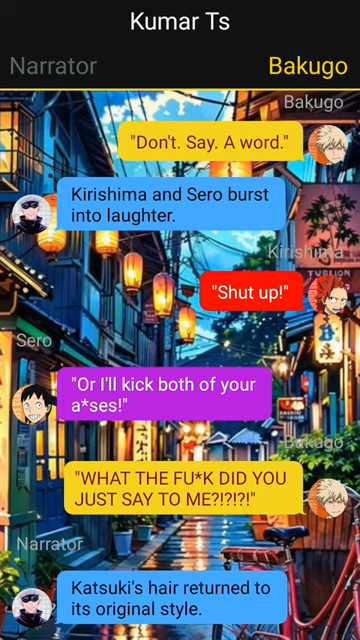 Kumar Ts
Narrator
Bakugo
Bakugo
"Don't. Say. A word."
Kirishima and Sero burst
into laughter.
Kirishima
"Shut up!"
Sero
"Or I'll kick both of your
a*ses!"
Bakugo
"WHAT THE FU*K DID YOU
JUST SAY TO ME?!?!?!"
Narrator
Katsuki's hair returned to
its original style.